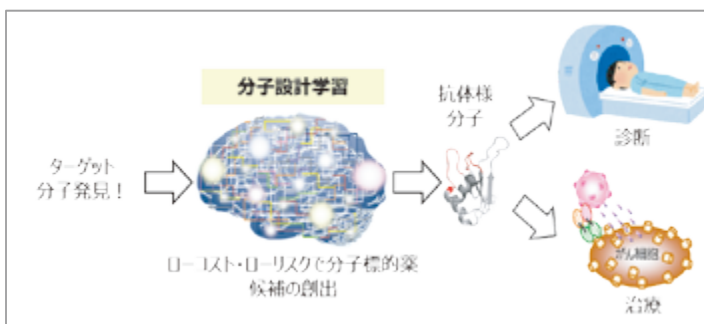 分子設計学習
ターゲット
分子発見！
ローコスト・ローリスクで分子標的薬
候補の創出
抗体様
分子
診断
がん細胞
治療